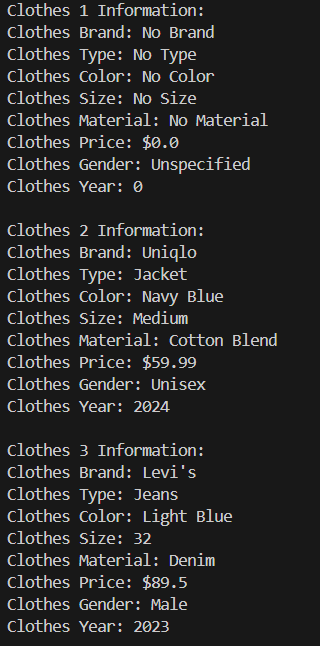 Clothes 1 Information:
Clothes Brand: No Brand
Clothes Type: No Type
Clothes Color: No Color
Clothes Size: No Size
Clothes Material: No Material
Clothes Price: $0.0
Clothes Gender: Unspecified
Clothes Year: 0

Clothes 2 Information:
Clothes Brand: Uniqlo
Clothes Type: Jacket
Clothes Color: Navy Blue
Clothes Size: Medium
Clothes Material: Cotton Blend
Clothes Price: $59.99
Clothes Gender: Unisex
Clothes Year: 2024

Clothes 3 Information:
Clothes Brand: Levi's
Clothes Type: Jeans
Clothes Color: Light Blue
Clothes Size: 32
Clothes Material: Denim
Clothes Price: $89.5
Clothes Gender: Male
Clothes Year: 2023